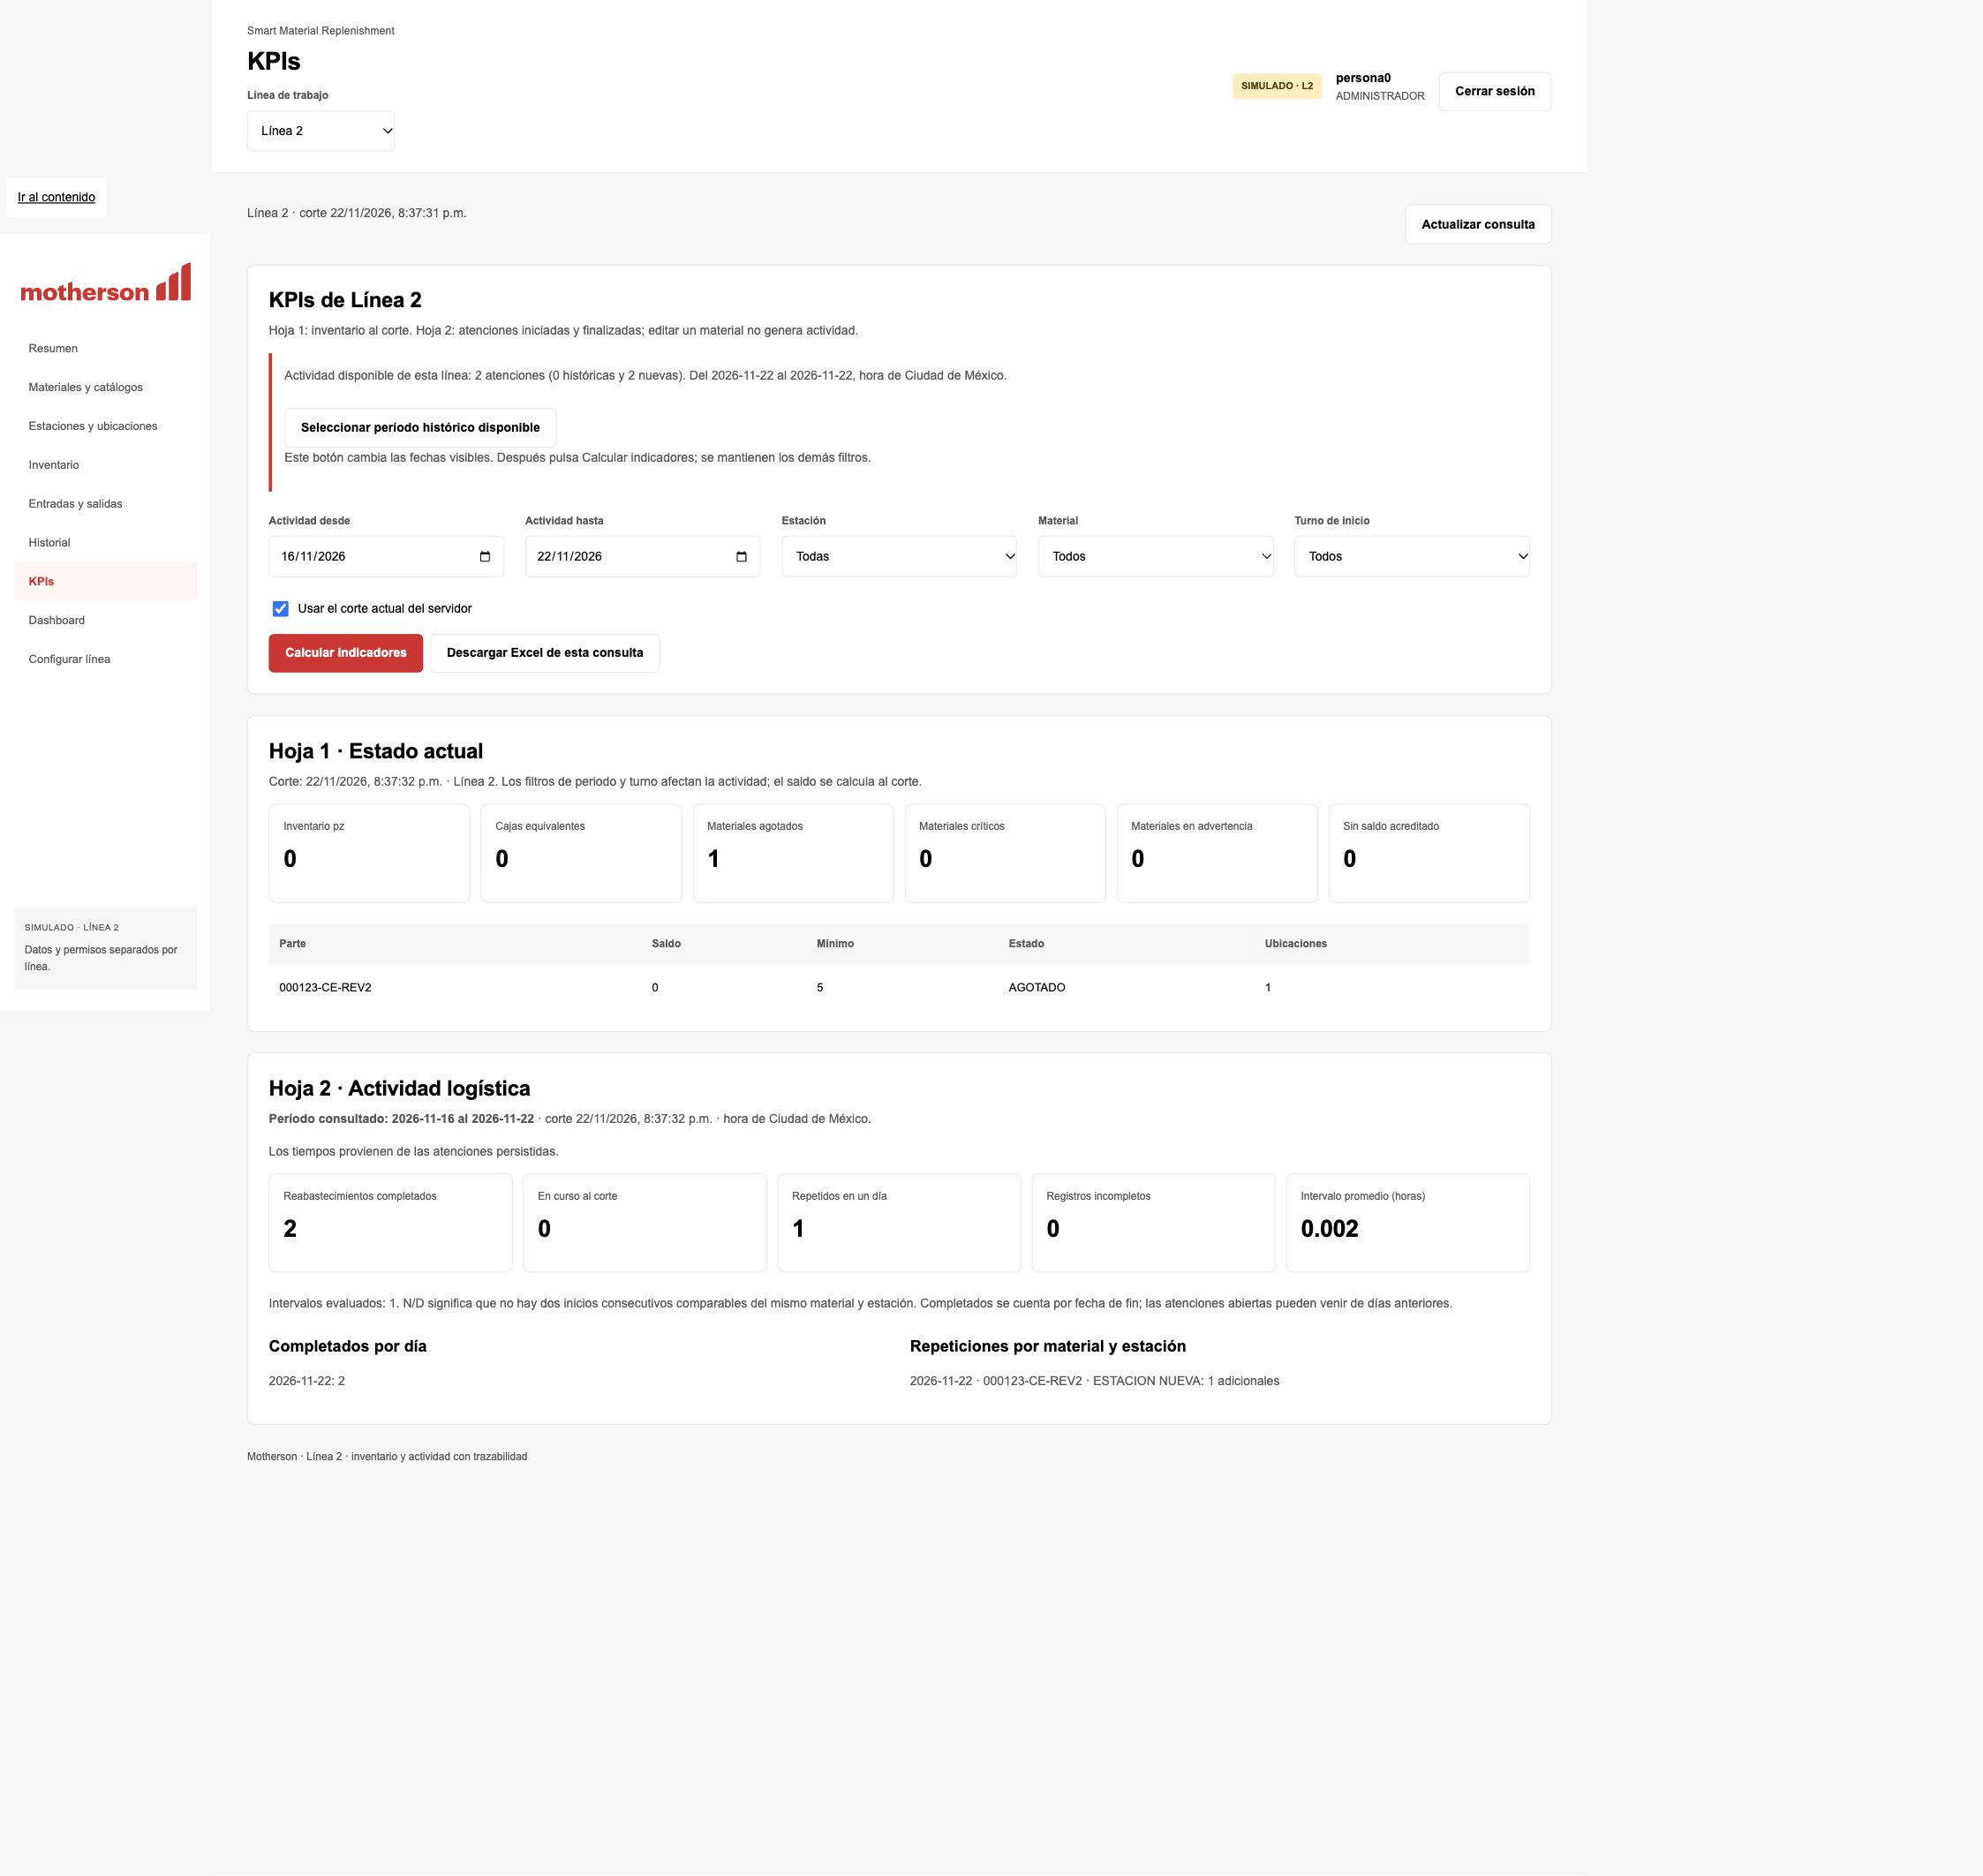 Smart Material Replenishment
KPIs
Linea de trabajo
Línea 2
SIMULADO · L2
persona0
ADMINISTRADOR
Cerrar sesión
Ir al contenido
motherson
Resumen
Materiales y catálogos
Estaciones y ubicaciones
Inventario
Entradas y salidas
Historial
KPIs
Dashboard
Configurar línea
SIMULADO · LÍNEA 2
Datos y permisos separados por
línea.
Línea 2 · corte 22/11/2026, 8:37:31 p.m.
Actualizar consulta
KPIs de Línea 2
Hoja 1: inventario al corte. Hoja 2: atenciones iniciadas y finalizadas; editar un material no genera actividad.
Actividad disponible de esta línea: 2 atenciones (0 históricas y 2 nuevas). Del 2026-11-22 al 2026-11-22, hora de Ciudad de México.
Seleccionar período histórico disponible
Este botón cambia las fechas visibles. Después pulsa Calcular indicadores; se mantienen los demás filtros.
Actividad desde
Actividad hasta
Estación
Material
Turno de inicio
16/11/2026
22/11/2026
Todas
Todos
Todos
Usar el corte actual del servidor
Calcular indicadores
Descargar Excel de esta consulta
Hoja 1 · Estado actual
Corte: 22/11/2026, 8:37:32 p.m. · Línea 2. Los filtros de periodo y turno afectan la actividad; el saldo se calcula al corte.
Inventario pz
0
Cajas equivalentes
0
Materiales agotados
1
Materiales críticos
0
Materiales en advertencia
0
Sin saldo acreditado
0
Parte Saldo Mínimo Estado Ubicaciones
000123-CE-REV2 0 5 AGOTADO 1
Hoja 2 · Actividad logística
Período consultado: 2026-11-16 al 2026-11-22 · corte 22/11/2026, 8:37:32 p.m. · hora de Ciudad de México.
Los tiempos provienen de las atenciones persistidas.
Reabastecimientos completados
2
En curso al corte
0
Repetidos en un día
1
Registros incompletos
0
Intervalo promedio (horas)
0.002
Intervalos evaluados: 1. N/D significa que no hay dos inicios consecutivos comparables del mismo material y estación. Completados se cuenta por fecha de fin; las atenciones abiertas pueden venir de días anteriores.
Completados por día
2026-11-22: 2
Repeticiones por material y estación
2026-11-22 · 000123-CE-REV2 · ESTACION NUEVA: 1 adicionales
Motherson · Línea 2 · inventario y actividad con trazabilidad